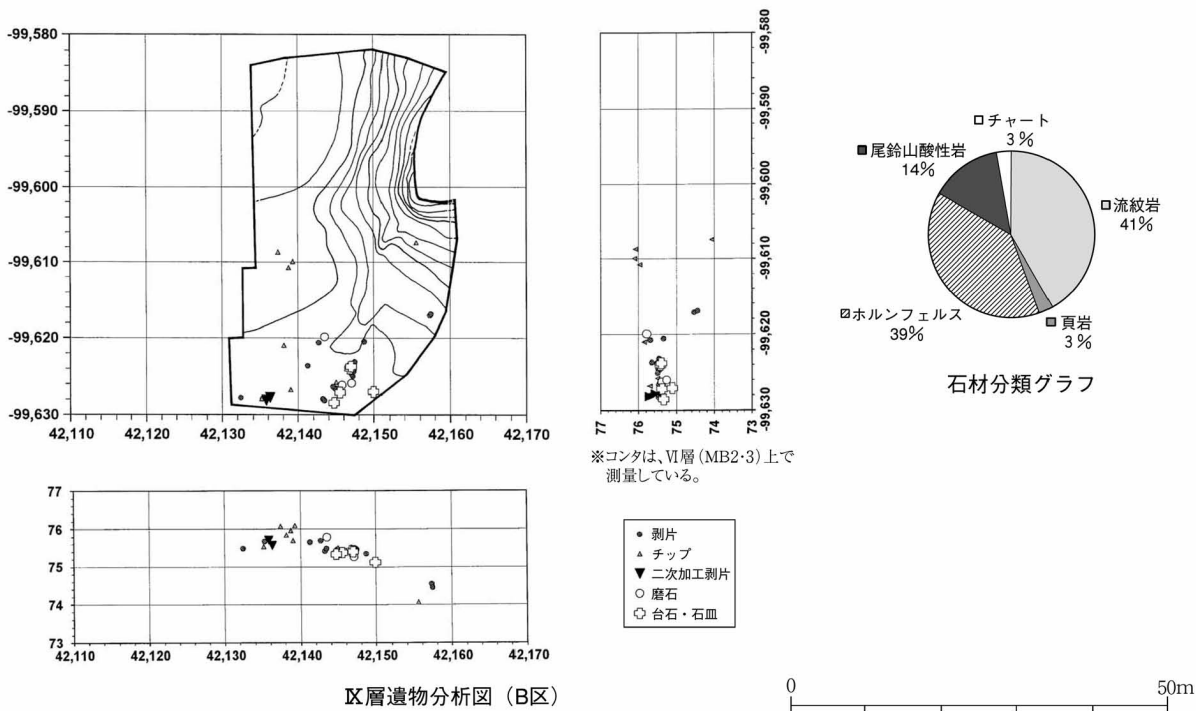 -99,580
-99,590
-99,600
-99,610
-99,620
-99,630
42,110 42,120 42,130 42,140 42,150 42,160 42,170
-99,580
-99,590
-99,600
-99,610
-99,620
-99,630
77 76 75 74 73
※コンタは、Ⅵ層(MB2・3)上で
測量している。
チャート
3%
尾鈴山酸性岩
14%
流紋岩
41%
ホルンフェルス
39%
頁岩
3%
石材分類グラフ
77
76
75
74
73
42,110 42,120 42,130 42,140 42,150 42,160 42,170
剥片
チップ
二次加工剥片
磨石
台石・石皿
Ⅸ層遺物分析図(B区)
0 50m